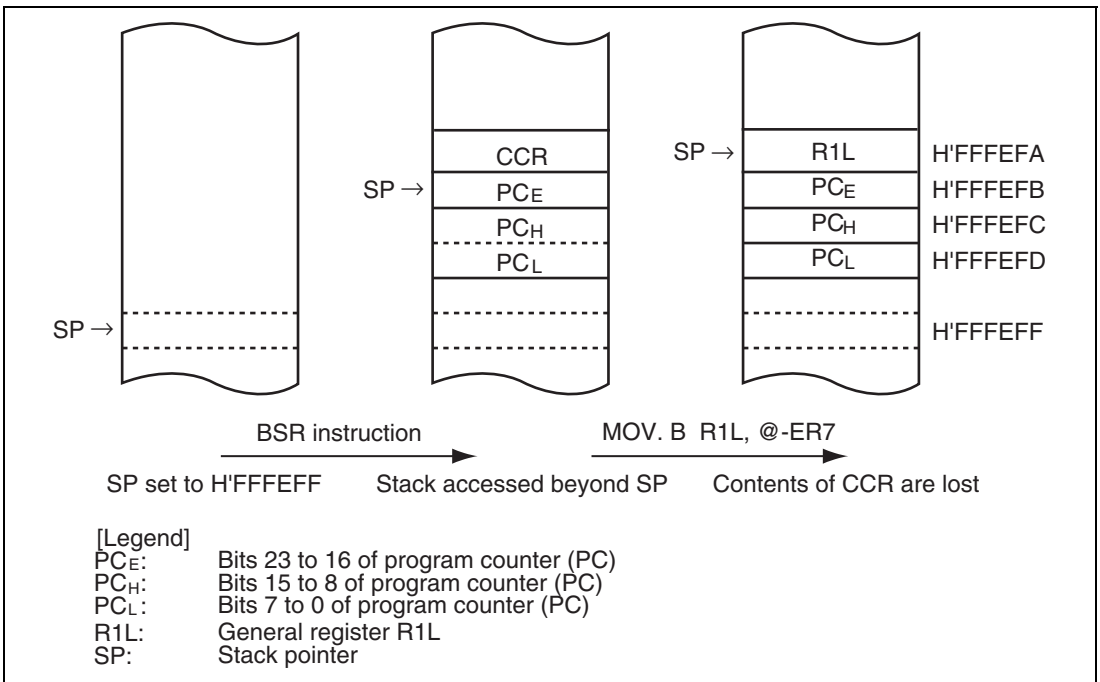 CCR
SP →
R1L
H'FFFEFA
SP →
PCE
PCE
H'FFFEFB
PCH
PCH
H'FFFEFC
PCL
PCL
H'FFFEFD
SP →
H'FFFEFF
BSR instruction
MOV. B R1L, @-ER7
SP set to H'FFFEFF
Stack accessed beyond SP
Contents of CCR are lost
[Legend]
PCE: Bits 23 to 16 of program counter (PC)
PCH: Bits 15 to 8 of program counter (PC)
PCL: Bits 7 to 0 of program counter (PC)
R1L: General register R1L
SP: Stack pointer